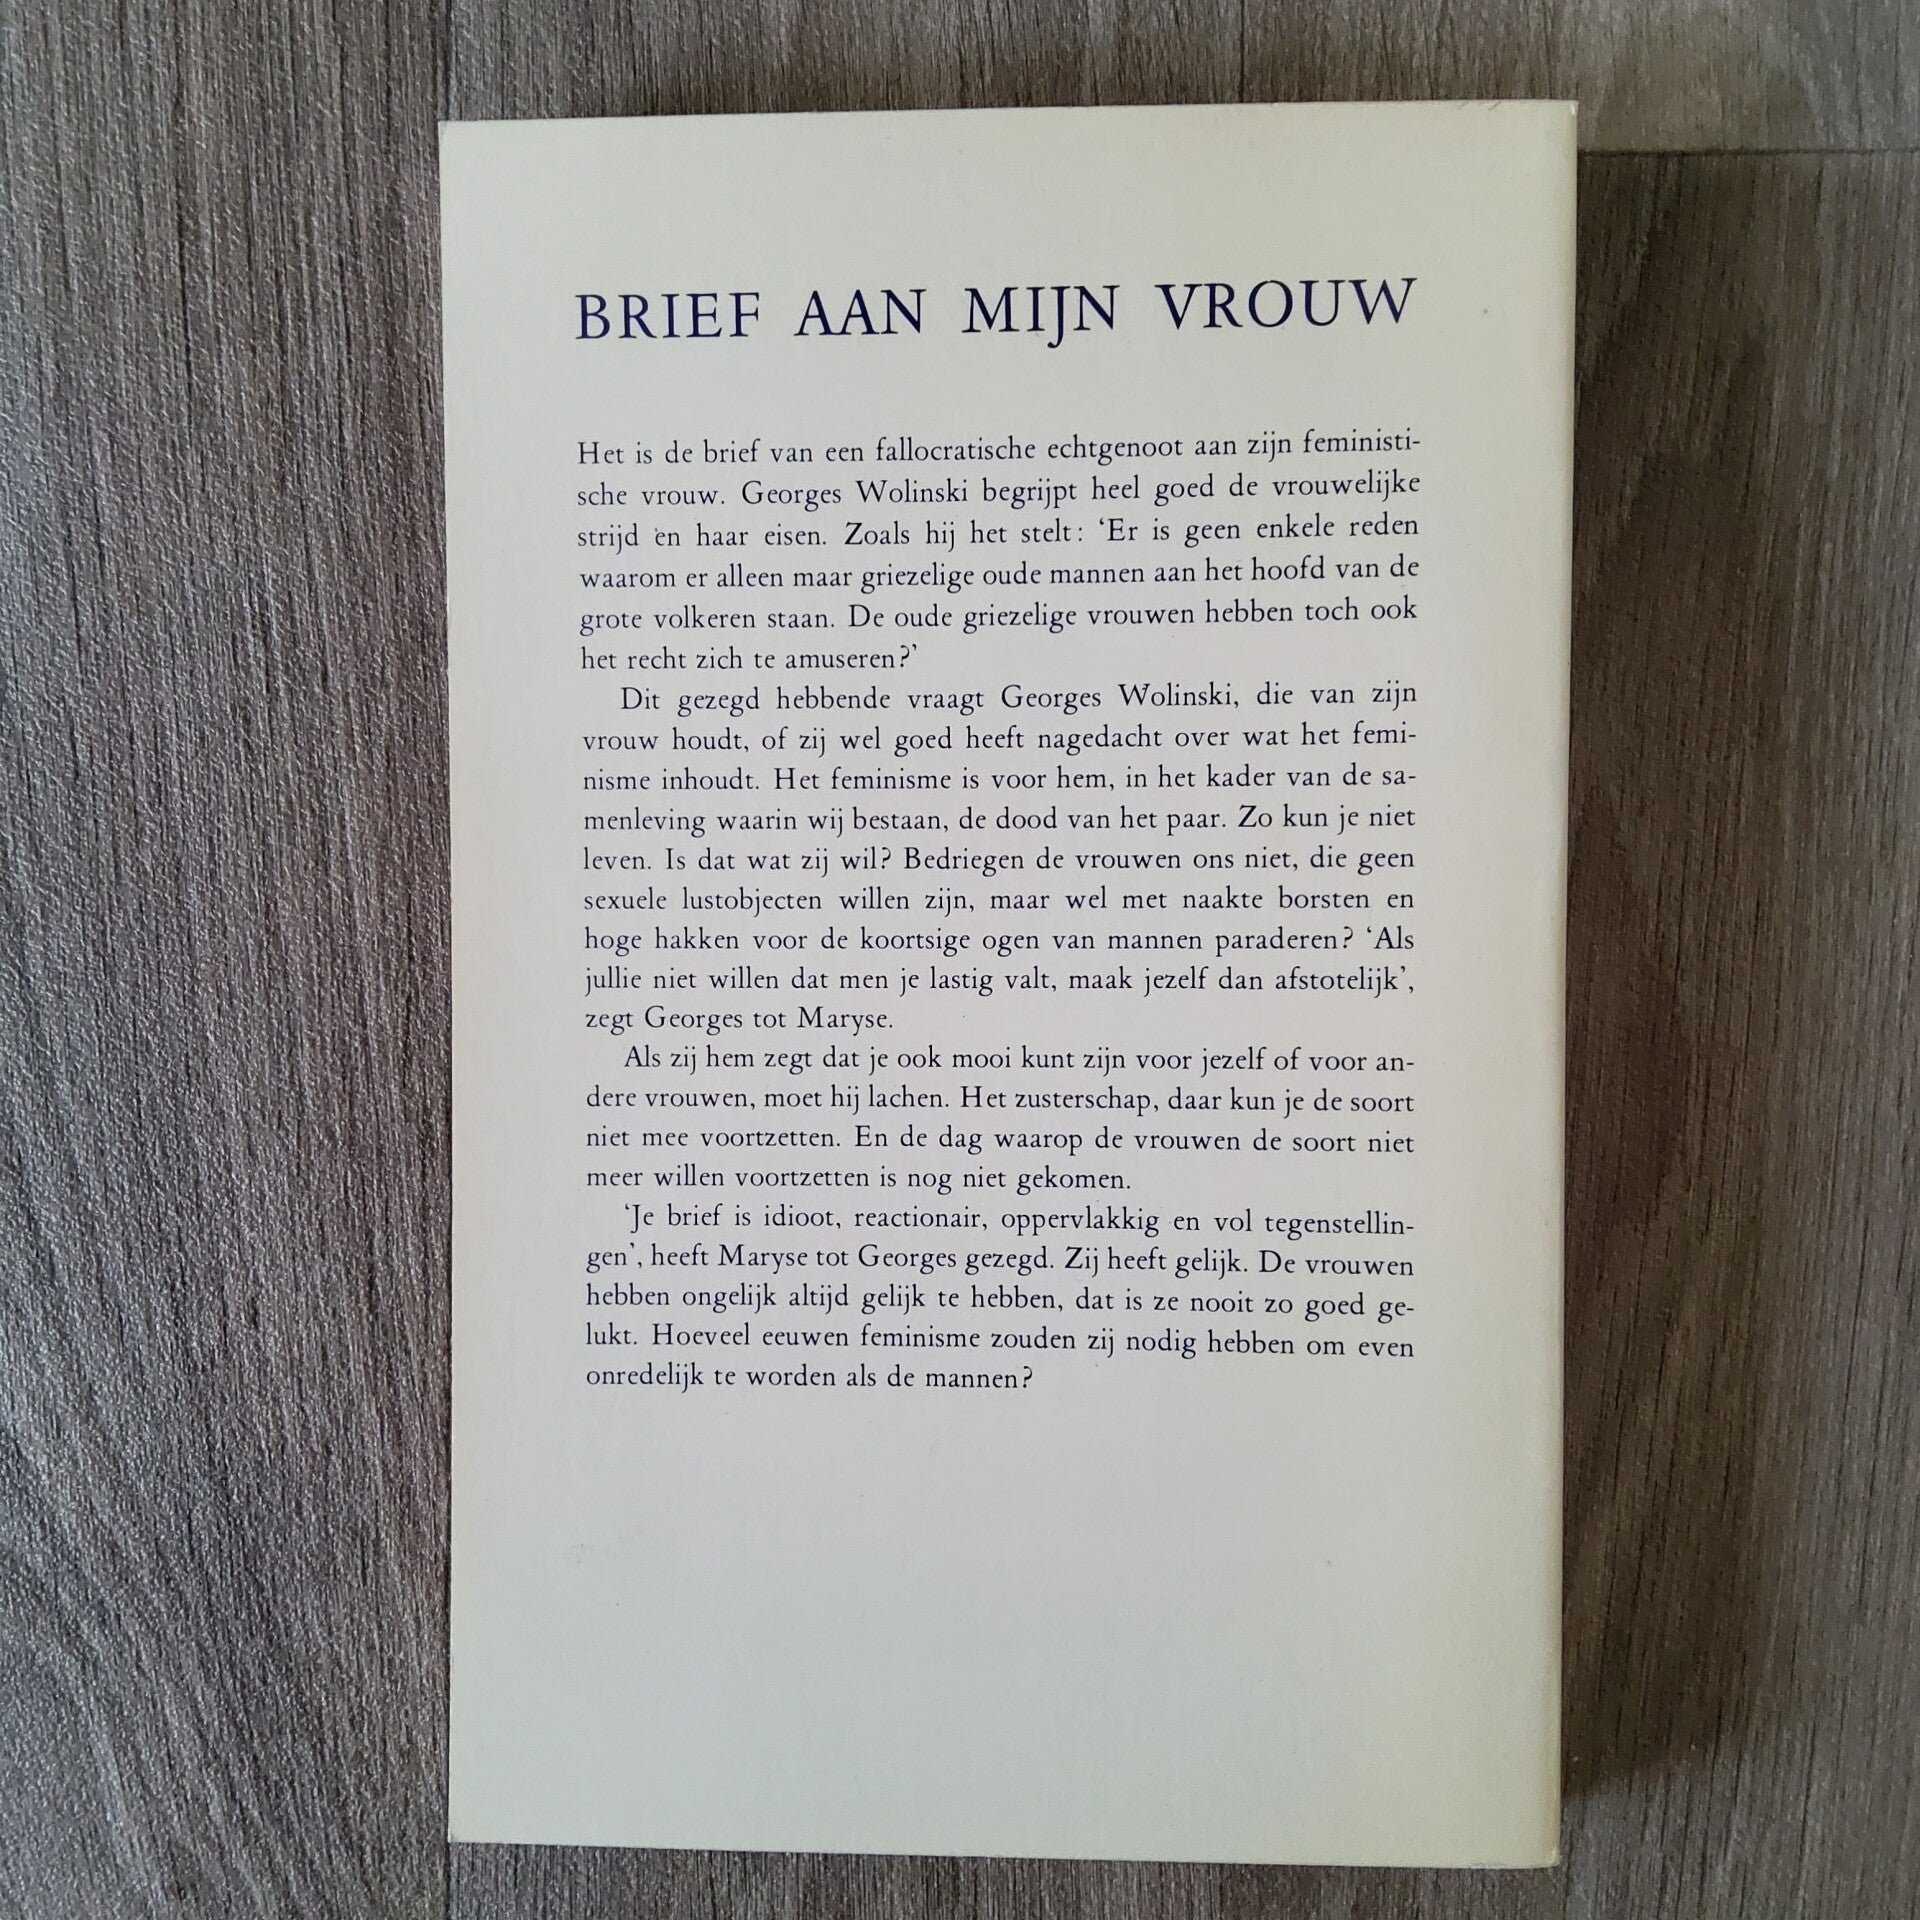 BRIEF AAN MIJN VROUW
Het is de brief van een fallocratische echtgenoot aan zijn feministi-
sche vrouw. Georges Wolinski begrijpt heel goed de vrouwelijke
strijd en haar eisen. Zoals hij het stelt: ‘Er is geen enkele reden
waarom er alleen maar griezelige oude mannen aan het hoofd van de
grote volkeren staan. De oude griezelige vrouwen hebben toch ook
het recht zich te amuseren?’
Dit gezegd hebbende vraagt Georges Wolinski, die van zijn
vrouw houdt, of zij wel goed heeft nagedacht over wat het femi-
nisme inhoudt. Het feminisme is voor hem, in het kader van de sa-
menleving waarin wij bestaan, de dood van het paar. Zo kun je niet
leven. Is dat wat zij wil? Bedriegen de vrouwen ons niet, die geen
sexuele lustobjecten willen zijn, maar wel met naakte borsten en
hoge hakken voor de koortsige ogen van mannen paraderen? ‘Als
jullie niet willen dat men je lastig valt, maak jezelf dan afstotelijk’,
zegt Georges tot Maryse.
Als zij hem zegt dat je ook mooi kunt zijn voor jezelf of voor an-
dere vrouwen, moet hij lachen. Het zusterschap, daar kun je de soort
niet mee voortzetten. En de dag waarop de vrouwen de soort niet
meer willen voortzetten is nog niet gekomen.
‘Je brief is idioot, reactionair, oppervlakkig en vol tegenstellin-
gen’, heeft Maryse tot Georges gezegd. Zij heeft gelijk. De vrouwen
hebben ongelijk altijd gelijk te hebben, dat is ze nooit zo goed ge-
lukt. Hoeveel eeuwen feminisme zouden zij nodig hebben om even
onredelijk te worden als de mannen?